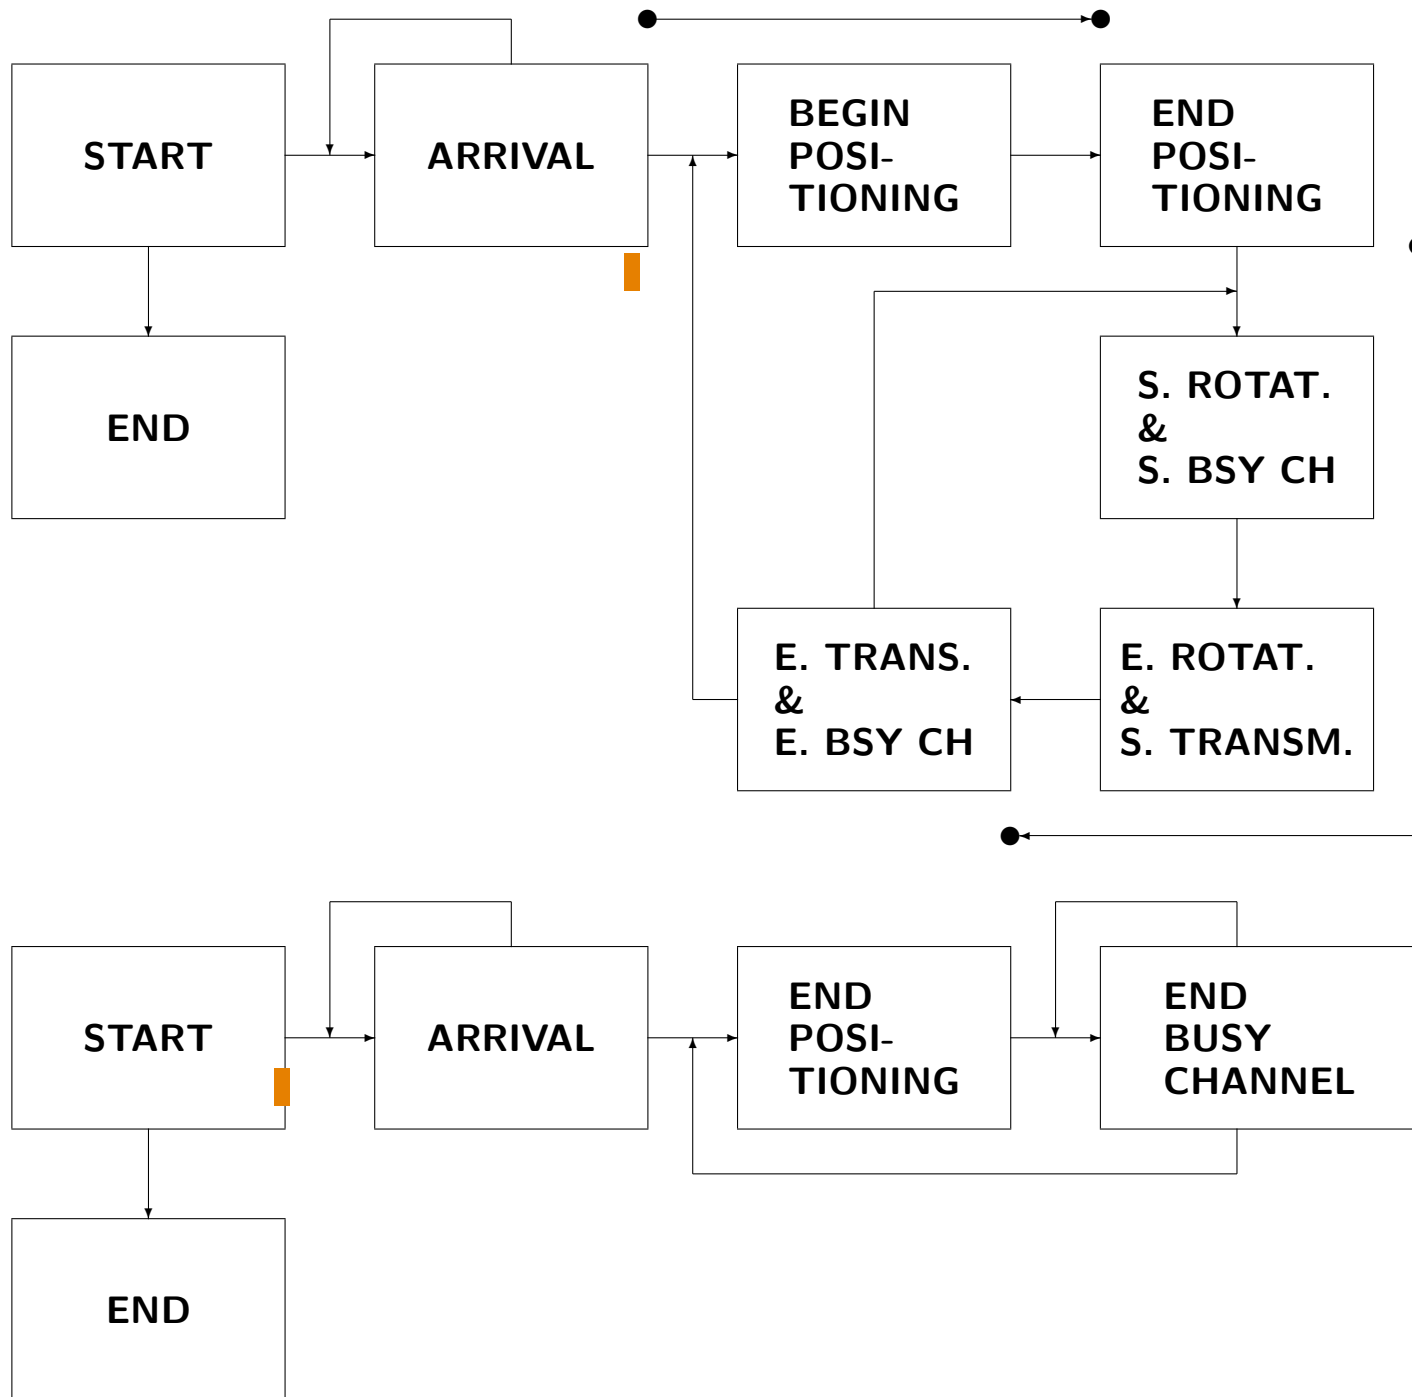 START
ARRIVAL
BEGIN
POSI-
TIONING
END
POSI-
TIONING
END
S. ROTAT.
&
S. BSY CH
E. TRANS.
&
E. BSY CH
E. ROTAT.
&
S. TRANSM.
START
ARRIVAL
END
POSI-
TIONING
END
BUSY
CHANNEL
END